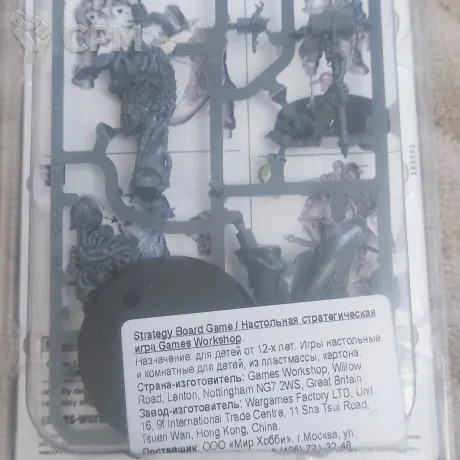 CPM
181591
Strategy Board Game / Настольная стратегическая
игра Games Workshop.
Назначение: для детей от 12-х лет. Игры настольные
и комнатные для детей, из пластмассы, картона.
Страна-изготовитель: Games Workshop, Willow
Road, Lenton, Nottingham NG7 2WS, Great Britain
Завод-изготовитель: Wargames Factory LTD, Unit
16, 9f International Trade Centre, 11 Sha Tsui Road,
Tsuen Wan, Hong Kong, China.
Поставщик: ООО «Мир Хобби», г.Москва, ул.